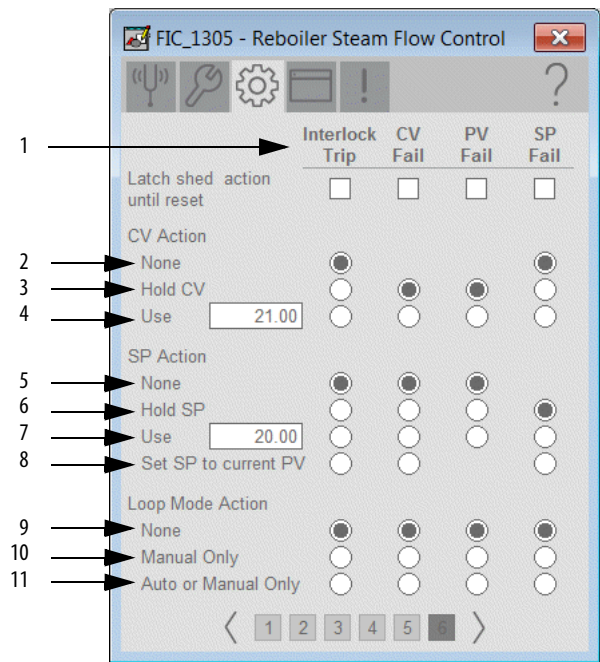 FIC_1305 - Reboiler Steam Flow Control
?
1
Interlock Trip CV Fail PV Fail SP Fail
Latch shed action
until reset
CV Action
2 None
3 Hold CV
4 Use 21.00
SP Action
5 None
6 Hold SP
7 Use 20.00
8 Set SP to current PV
Loop Mode Action
9 None
10 Manual Only
11 Auto or Manual Only
1 2 3 4 5 6